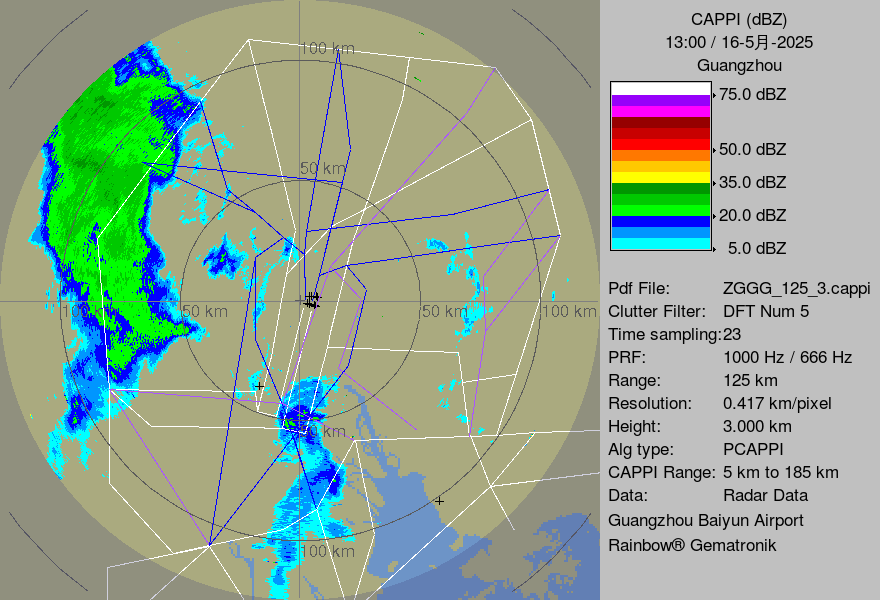 CAPPI (dBZ)
13:00 / 16-5月-2025
Guangzhou
75.0 dBZ
50.0 dBZ
35.0 dBZ
20.0 dBZ
5.0 dBZ
Pdf File: ZGGG_125_3.cappi
Clutter Filter: DFT Num 5
Time sampling:23
PRF: 1000 Hz / 666 Hz
Range: 125 km
Resolution: 0.417 km/pixel
Height: 3.000 km
Alg type: PCAPPI
CAPPI Range: 5 km to 185 km
Data: Radar Data
Guangzhou Baiyun Airport
Rainbow® Gematronik
100 km
50 km
100 km
50 km
50 km
100 km
50 km
100 km